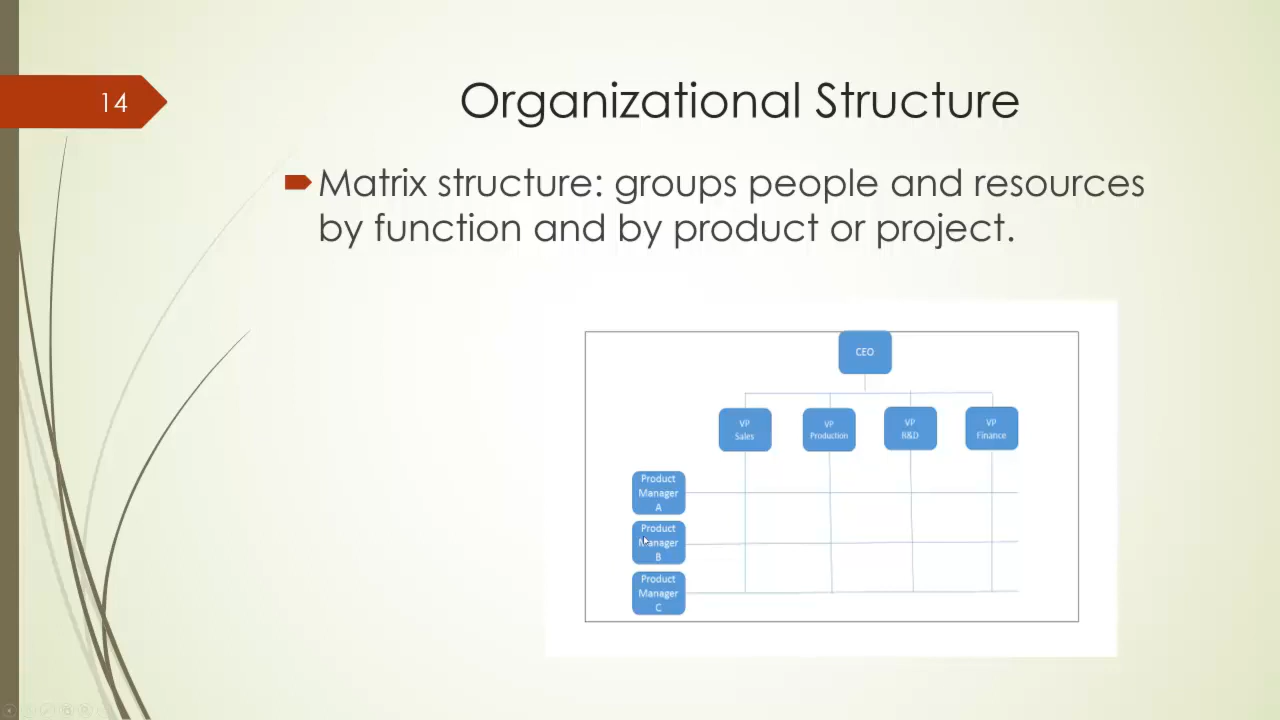 14
Organizational Structure
Matrix structure: groups people and resources
by function and by product or project.
CEO
VP
Sales
VP
Production
VP
R&D
VP
Finance
Product
Manager
A
Product
Manager
B
Product
Manager
C